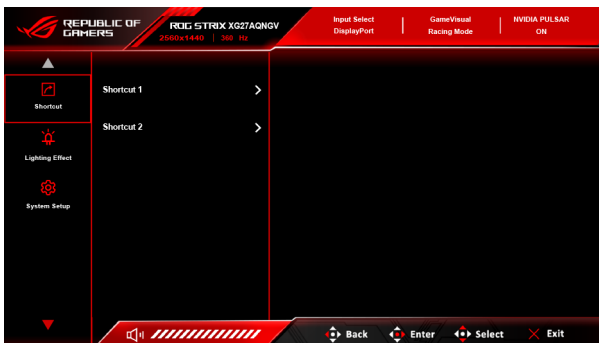 REPUBLIC OF
GAMERS
ROG STRIX XG27AQNGV
2560x1440 | 360 Hz
Input Select
DisplayPort
GameVisual
Racing Mode
NVIDIA PULSAR
ON
Shortcut
Lighting Effect
System Setup
Shortcut 1
Shortcut 2
Back
Enter
Select
Exit